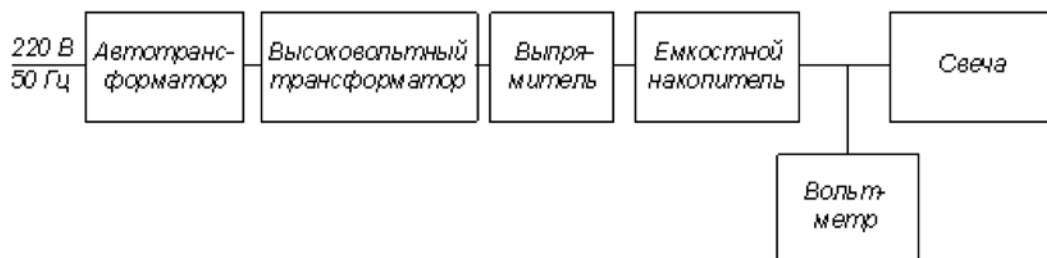 220 В
50 Гц
Автотранс-
форматор
Высоковольтный
трансформатор
Выпря-
митель
Емкостной
накопитель
Свеча
Вольт-
метр